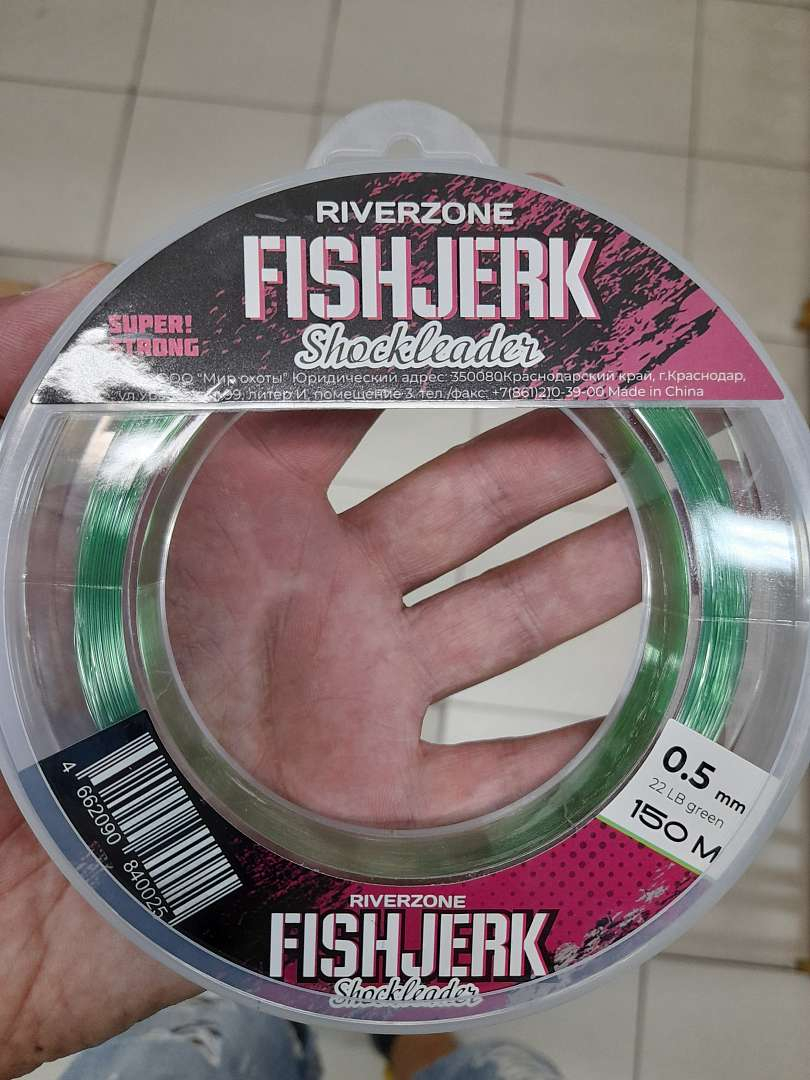 RIVERZONE
FISHJERK
Shockleader
SUPER!
STRONG
ООО "Мир охоты" Юридический адрес: 350080Краснодарский край, г.Краснодар,
99, литер И, помещение 3. тел./факс: +7(861)210-39-00 Made in China
0.5 mm
22 LB green
150 M
4 662090 840025
RIVERZONE
FISHJERK
Shockleader